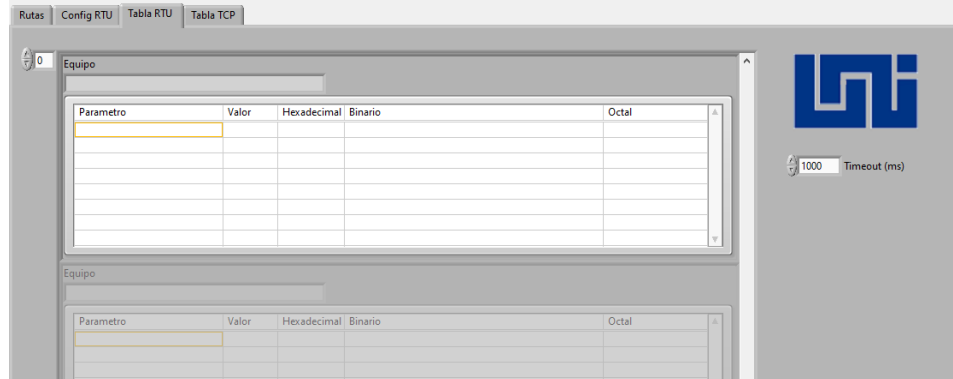 Rutas Config RTU Tabla RTU Tabla TCP
0
Equipo
Parametro Valor Hexadecimal Binario Octal
1000 Timeout (ms)
Equipo
Parametro Valor Hexadecimal Binario Octal